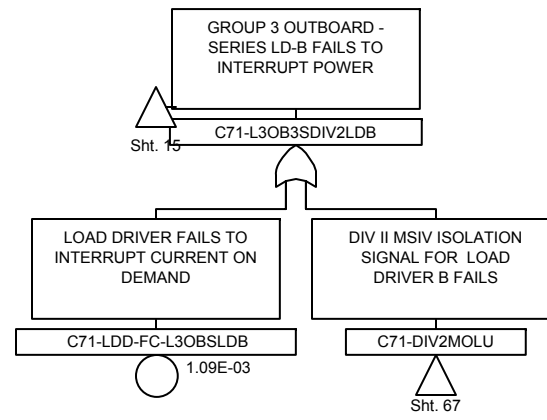 GROUP 3 OUTBOARD -
SERIES LD-B FAILS TO
INTERRUPT POWER
Sht. 15
C71-L3OB3SDIV2LDB
LOAD DRIVER FAILS TO
INTERRUPT CURRENT ON
DEMAND
C71-LDD-FC-L3OBSLDB
1.09E-03
DIV II MSIV ISOLATION
SIGNAL FOR LOAD
DRIVER B FAILS
C71-DIV2MOLU
Sht. 67